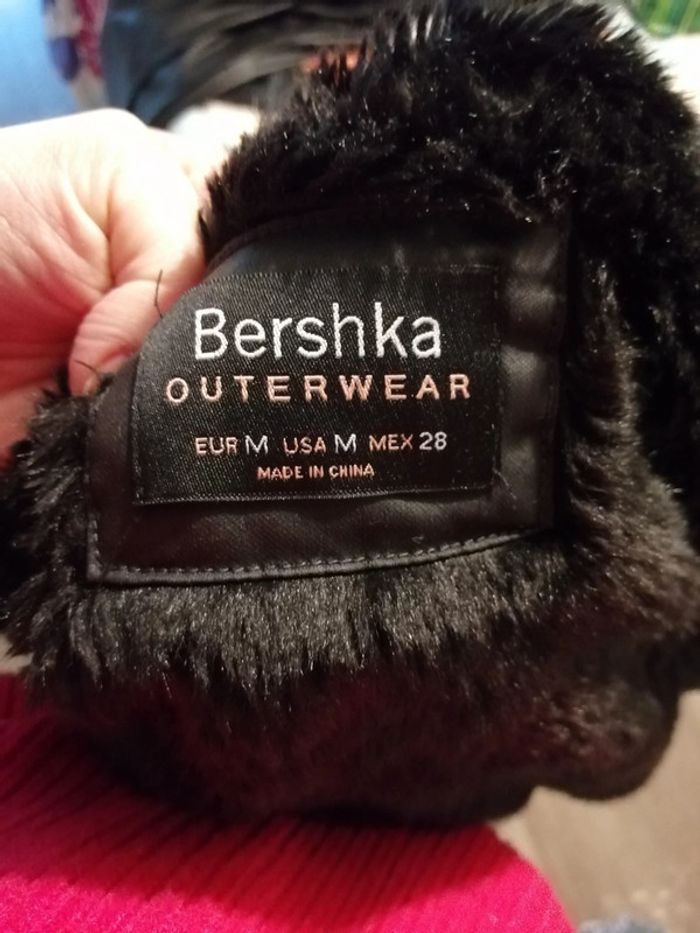 Bershka
OUTERWEAR
EUR M USA M MEX 28
MADE IN CHINA